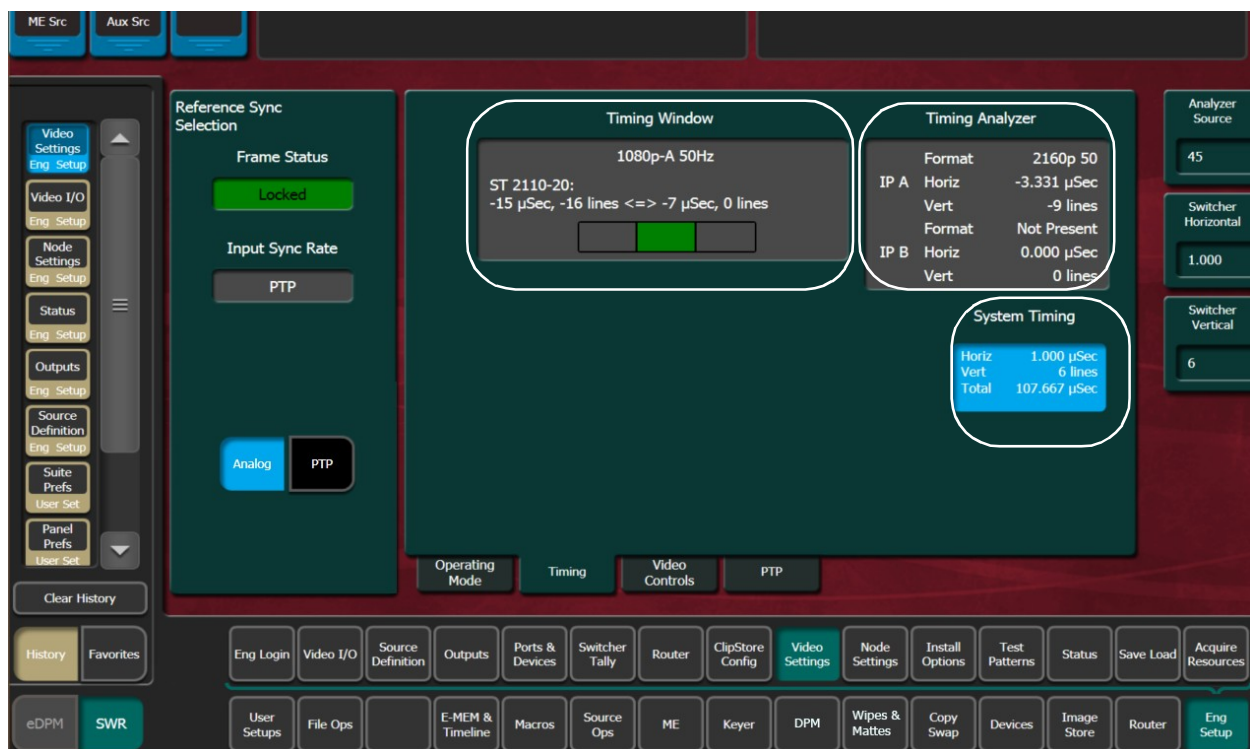 ME Src
Aux Src
Video
Settings
Eng Setup
Video I/O
Eng Setup
Node
Settings
Eng Setup
Status
Eng Setup
Outputs
Eng Setup
Source
Definition
Eng Setup
Suite
Prefs
User Set
Panel
Prefs
User Set
Clear History
History
Favorites
eDPM
SWR
Reference Sync
Selection
Frame Status
Locked
Input Sync Rate
PTP
Analog
PTP
Timing Window
1080p-A 50Hz
ST 2110-20:
-15 µSec, -16 lines <=> -7 µSec, 0 lines
Timing Analyzer
Format 2160p 50
IP A Horiz -3.331 µSec
Vert -9 lines
Format Not Present
IP B Horiz 0.000 µSec
Vert 0 lines
System Timing
Horiz 1.000 µSec
Vert 6 lines
Total 107.667 µSec
Analyzer
Source
45
Switcher
Horizontal
1.000
Switcher
Vertical
6
Operating
Mode
Timing
Video
Controls
PTP
Eng Login
Video I/O
Source
Definition
Outputs
Ports &
Devices
Switcher
Tally
Router
ClipStore
Config
Video
Settings
Node
Settings
Install
Options
Test
Patterns
Status
Save Load
Acquire
Resources
User
Setups
File Ops
E-MEM &
Timeline
Macros
Source
Ops
ME
Keyer
DPM
Wipes &
Mattes
Copy
Swap
Devices
Image
Store
Router
Eng
Setup